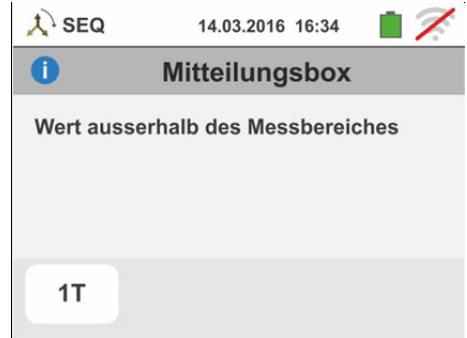 SEQ 14.03.2016 16:34
i Mitteilungsbox
Wert ausserhalb des Messbereiches
1T